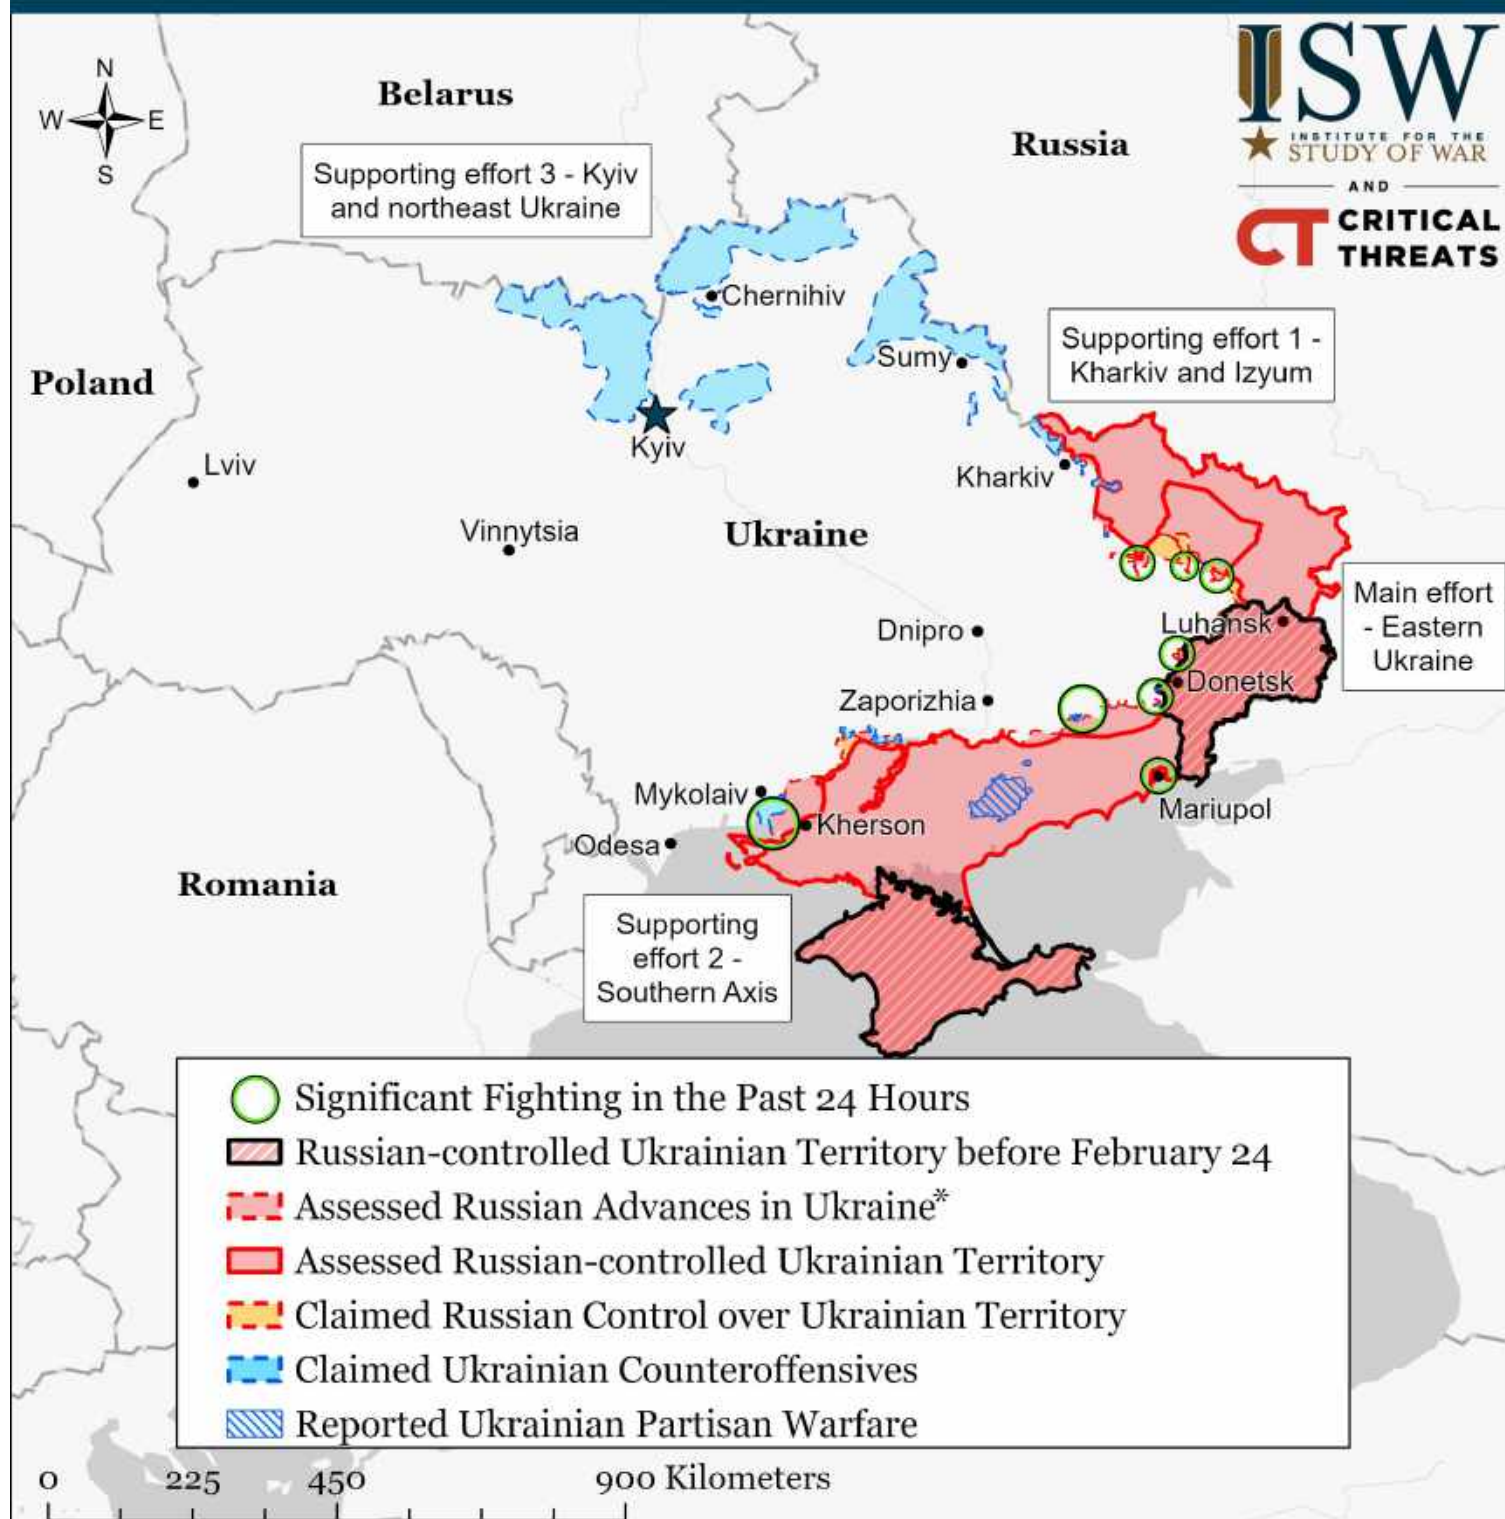 N
W
E
S
Belarus
Russia
ISW
INSTITUTE FOR THE
STUDY OF WAR
AND
CT CRITICAL
THREATS
Supporting effort 3 - Kyiv
and northeast Ukraine
Chernihiv
Supporting effort 1 -
Kharkiv and Izyum
Sumy
Poland
Kyiv
Lviv
Kharkiv
Vinnytsia
Ukraine
Main effort
- Eastern
Ukraine
Dnipro
Luhansk
Donetsk
Zaporizhia
Mykolaiv
Mariupol
Kherson
Odesa
Romania
Supporting
effort 2 -
Southern Axis
Significant Fighting in the Past 24 Hours
Russian-controlled Ukrainian Territory before February 24
Assessed Russian Advances in Ukraine*
Assessed Russian-controlled Ukrainian Territory
Claimed Russian Control over Ukrainian Territory
Claimed Ukrainian Counteroffensives
Reported Ukrainian Partisan Warfare
0 225 450 900 Kilometers